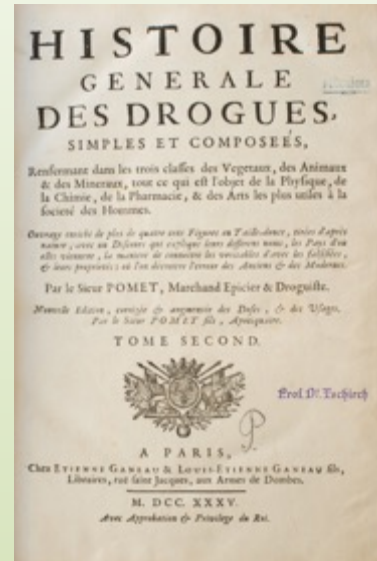 HISTOIRE
GENERALE
DES DROGUES,
SIMPLES ET COMPOSEÉS,
Renfermant dans les trois classes des Vegetaux, des Animaux
& des Mineraux, tout ce qui est l'objet de la Physique, de
la Chimie, de la Pharmacie, & des Arts les plus utiles à la
societé des Hommes.
Ouvrage enrichi de plus de quatre cens Figures en Taille-douce, tirées d'après
nature; avec un Discours qui explique leurs differens noms, les Pays d'où
elles viennent, la maniere de connoître les veritables d'avec les falsifiées,
& leurs proprietez; où l'on découvre l'erreur des Anciens & des Modernes.
Par le Sieur POMET, Marchand Epicier & Droguiste.
Nouvelle Edition, corrigée & augmentée des Doses, & des Usages,
Par le Sieur POMET fils, Apotiquaire.
TOME SECOND.
Prof. Dr. Tschirch
P.
A PARIS,
Chez ETIENNE GANEAU & LOUIS-ETIENNE GANEAU fils,
Libraires, ruë saint Jacques, aux Armes de Dombes.
M. DCC. XXXV.
Avec Approbation & Privilege du Roi.